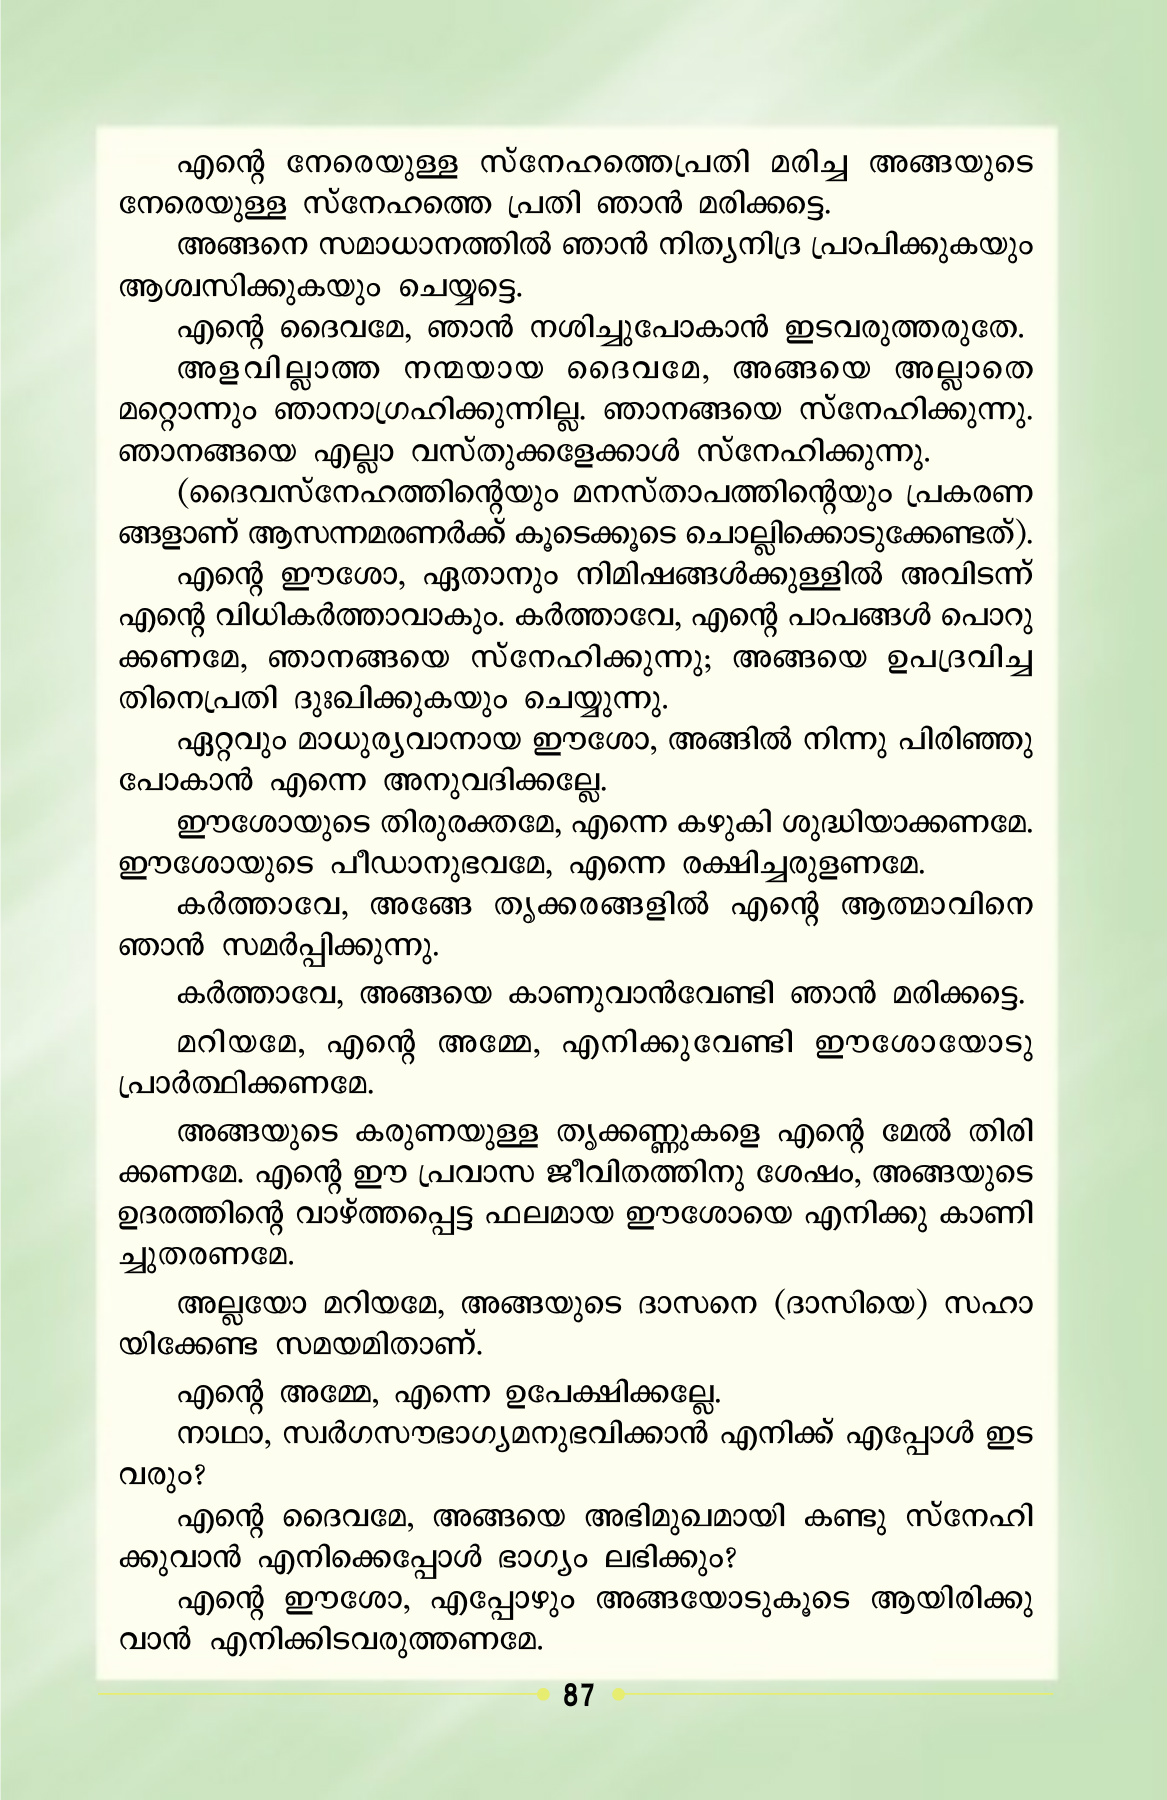 എന്റെ നേരെയുള്ള സ്നേഹത്തെപ്രതി മരിച്ച അങ്ങയുടെ
നേരെയുള്ള സ്നേഹത്തെ പ്രതി ഞാൻ മരിക്കട്ടെ.
അങ്ങനെ സമാധാനത്തിൽ ഞാൻ നിത്യനിദ്ര പ്രാപിക്കുകയും
ആശ്വസിക്കുകയും ചെയ്യട്ടെ.
എന്റെ ദൈവമേ, ഞാൻ നശിച്ചുപോകാൻ ഇടവരുത്തരുതേ.
അളവില്ലാത്ത നന്മയായ ദൈവമേ, അങ്ങയെ അല്ലാതെ
മറ്റൊന്നും ഞാനാഗ്രഹിക്കുന്നില്ല. ഞാനങ്ങയെ സ്നേഹിക്കുന്നു.
ഞാനങ്ങയെ എല്ലാ വസ്തുക്കളേക്കാൾ സ്നേഹിക്കുന്നു.
(ദൈവസ്നേഹത്തിന്റെയും മനസ്താപത്തിന്റെയും പ്രകരണ
ങ്ങളാണ് ആസന്നമരണർക്ക് കൂടെക്കൂടെ ചൊല്ലിക്കൊടുക്കേണ്ടത്).
എന്റെ ഈശോ, ഏതാനും നിമിഷങ്ങൾക്കുള്ളിൽ അവിടന്ന്
എന്റെ വിധികർത്താവാകും. കർത്താവേ, എന്റെ പാപങ്ങൾ പൊറു
ക്കണമേ, ഞാനങ്ങയെ സ്നേഹിക്കുന്നു; അങ്ങയെ ഉപദ്രവിച്ച
തിനെപ്രതി ദുഃഖിക്കുകയും ചെയ്യുന്നു.
ഏറ്റവും മാധുര്യവാനായ ഈശോ, അങ്ങിൽ നിന്നു പിരിഞ്ഞു
പോകാൻ എന്നെ അനുവദിക്കല്ലേ.
ഈശോയുടെ തിരുരക്തമേ, എന്നെ കഴുകി ശുദ്ധിയാക്കണമേ.
ഈശോയുടെ പീഡാനുഭവമേ, എന്നെ രക്ഷിച്ചരുളണമേ.
കർത്താവേ, അങ്ങേ തൃക്കരങ്ങളിൽ എന്റെ ആത്മാവിനെ
ഞാൻ സമർപ്പിക്കുന്നു.
കർത്താവേ, അങ്ങയെ കാണുവാൻവേണ്ടി ഞാൻ മരിക്കട്ടെ.
മറിയമേ, എന്റെ അമ്മേ, എനിക്കുവേണ്ടി ഈശോയോടു
പ്രാർത്ഥിക്കണമേ.
അങ്ങയുടെ കരുണയുള്ള തൃക്കണ്ണുകളെ എന്റെ മേൽ തിരി
ക്കണമേ. എന്റെ ഈ പ്രവാസ ജീവിതത്തിനു ശേഷം, അങ്ങയുടെ
ഉദരത്തിന്റെ വാഴ്ത്തപ്പെട്ട ഫലമായ ഈശോയെ എനിക്കു കാണി
ച്ചുതരണമേ.
അല്ലയോ മറിയമേ, അങ്ങയുടെ ദാസനെ (ദാസിയെ) സഹാ
യിക്കേണ്ട സമയമിതാണ്.
എന്റെ അമ്മേ, എന്നെ ഉപേക്ഷിക്കല്ലേ.
നാഥാ, സ്വർഗസൗഭാഗ്യമനുഭവിക്കാൻ എനിക്ക് എപ്പോൾ ഇട
വരും?
എന്റെ ദൈവമേ, അങ്ങയെ അഭിമുഖമായി കണ്ടു സ്നേഹി
ക്കുവാൻ എനിക്കെപ്പോൾ ഭാഗ്യം ലഭിക്കും?
എന്റെ ഈശോ, എപ്പോഴും അങ്ങയോടുകൂടെ ആയിരിക്കു
വാൻ എനിക്കിടവരുത്തണമേ.
87